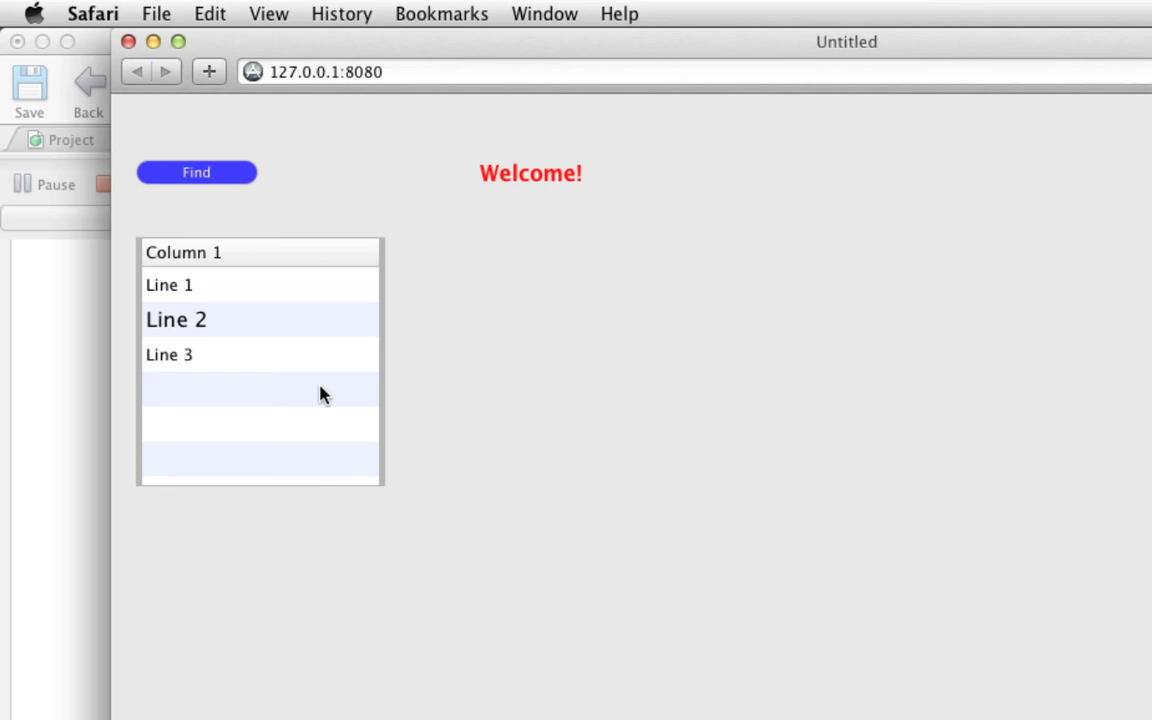 Safari File Edit View History Bookmarks Window Help
Untitled
127.0.0.1:8080
Save Back
Project
Pause
Find
Welcome!
Column 1
Line 1
Line 2
Line 3